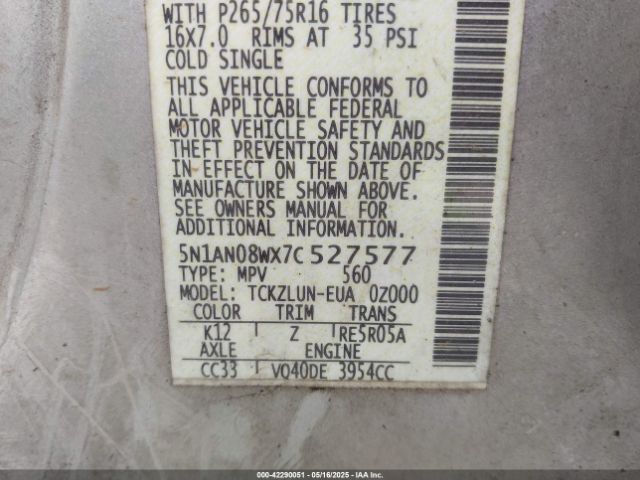 WITH P265/75R16 TIRES
16X7.0 RIMS AT 35 PSI
COLD SINGLE
THIS VEHICLE CONFORMS TO
ALL APPLICABLE FEDERAL
MOTOR VEHICLE SAFETY AND
THEFT PREVENTION STANDARDS
IN EFFECT ON THE DATE OF
MANUFACTURE SHOWN ABOVE.
SEE OWNERS MANUAL FOR
ADDITIONAL INFORMATION
5N1AN08WX7C527577
TYPE: MPV 560
MODEL: TCKZLUN-EUA 0Z000
COLOR TRIM TRANS
K12 Z RE5R05A
AXLE ENGINE
CC33 VQ40DE 3954CC
000-42290051 | 05/16/2025 | IAAI.COM